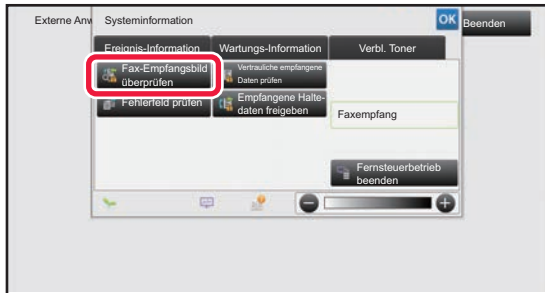 Externe Anw
Systeminformation
OK
Beenden
Ereignis-Information
Wartungs-Information
Verbl. Toner
Fax-Empfangsbild
überprüfen
Vertrauliche empfangene
Daten prüfen
Fehlerfeld prüfen
Empfangene Halte-
daten freigeben
Faxempfang
Fernsteuerbetrieb
beenden